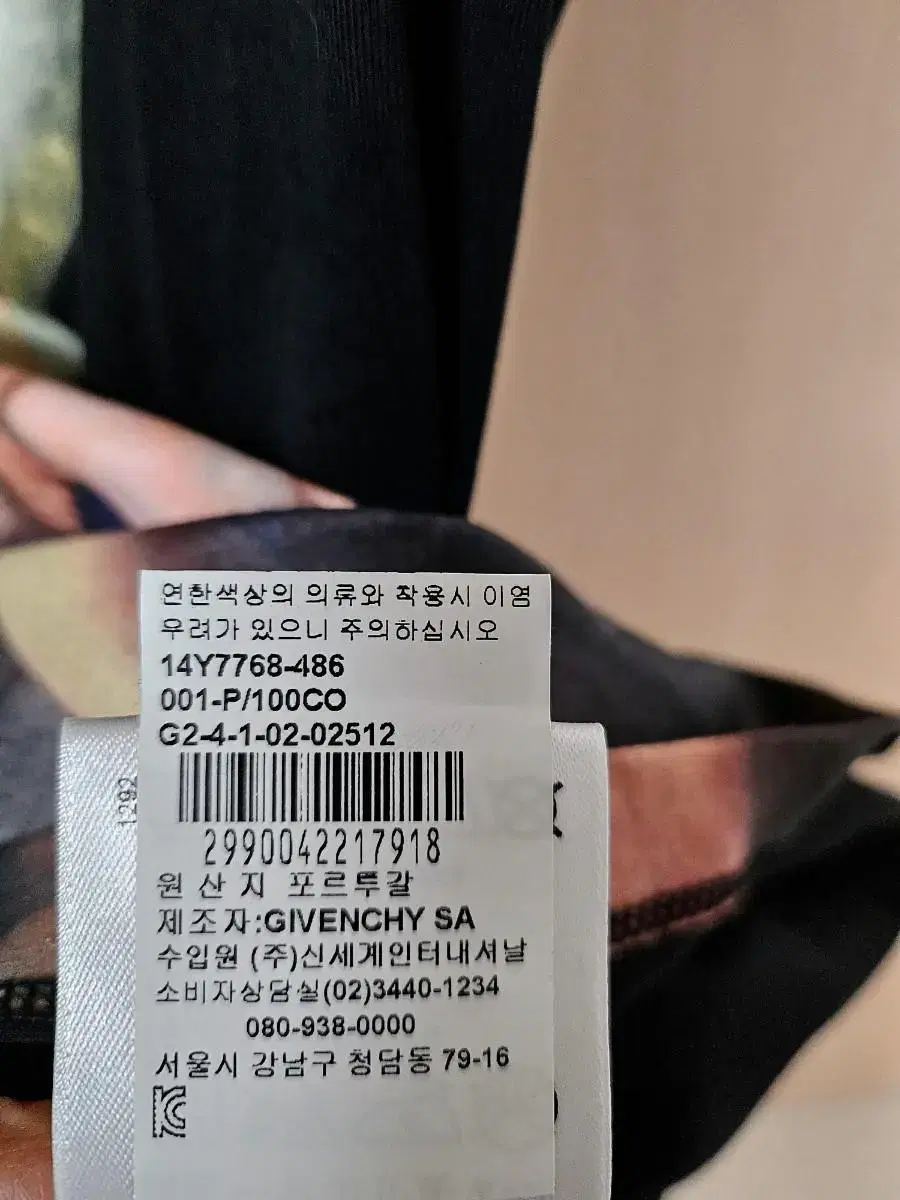 연한색상의 의류와 착용시 이염
우려가 있으니 주의하십시오
14Y7768-486
001-P/100CO
G2-4-1-02-02512
2990042217918
원 산 지 포르투갈
제조자:GIVENCHY SA
수입원 (주)신세계인터내셔날
소비자상담실(02)3440-1234
080-938-0000
서울시 강남구 청담동 79-16
KC
1292